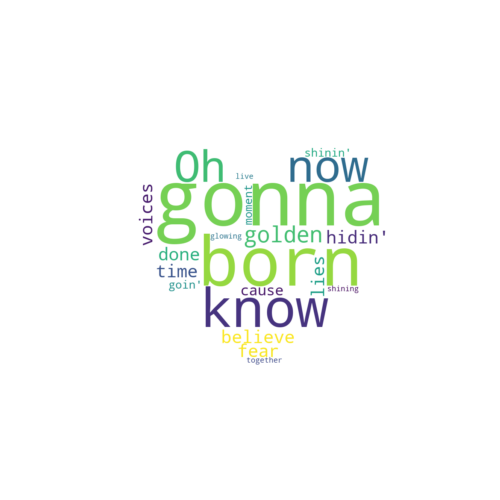 shinin'
Oh now
live
gonna
voices
moment
golden hidin'
glowing
done born
time lies
goin' cause shining
know
believe
fear
together